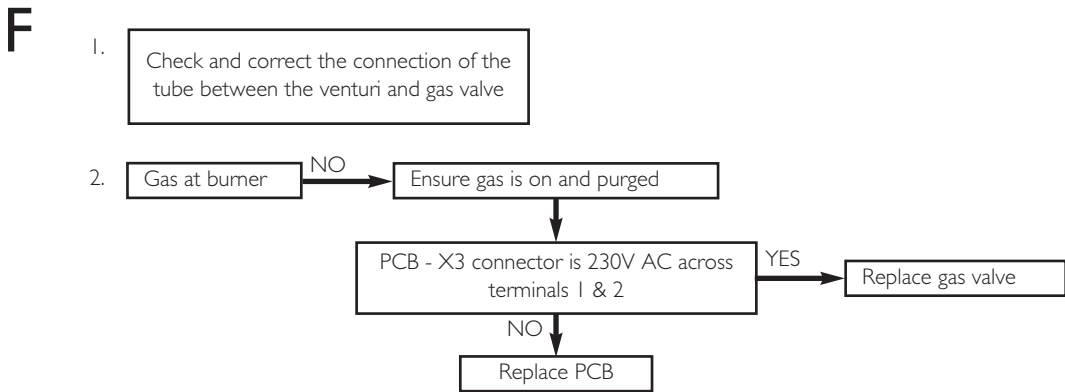 F
1.
Check and correct the connection of the
tube between the venturi and gas valve
2.
Gas at burner
NO
Ensure gas is on and purged
PCB - X3 connector is 230V AC across
terminals 1 & 2
YES
Replace gas valve
NO
Replace PCB